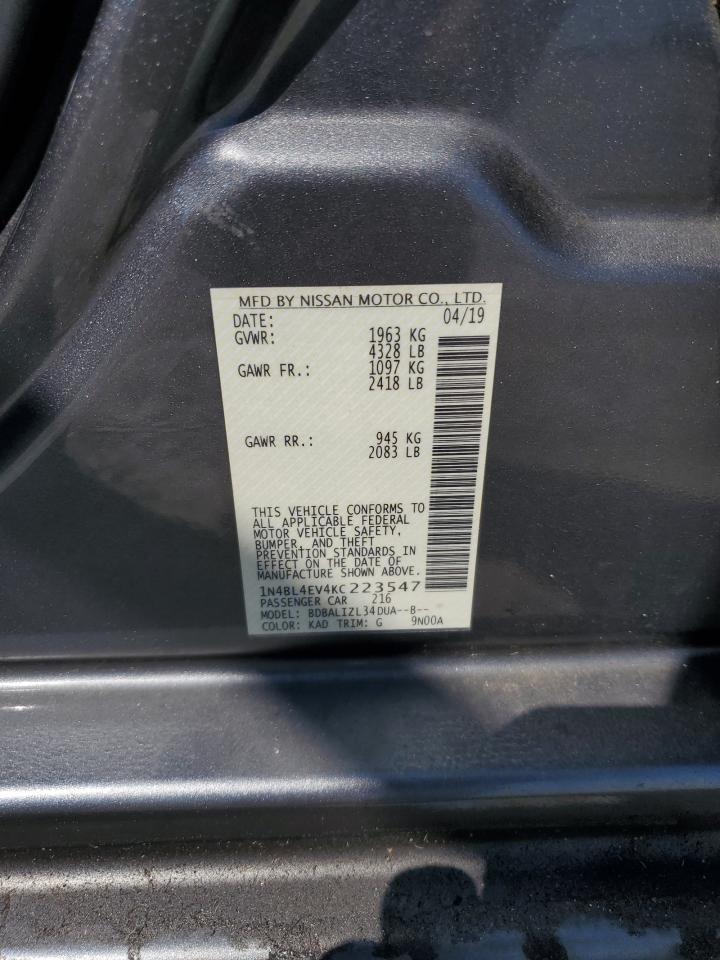 MFD BY NISSAN MOTOR CO., LTD.
DATE: 04/19
GVWR: 1963 KG
4328 LB
GAWR FR.: 1097 KG
2418 LB
GAWR RR.: 945 KG
2083 LB
THIS VEHICLE CONFORMS TO
ALL APPLICABLE FEDERAL
MOTOR VEHICLE SAFETY,
BUMPER, AND THEFT
PREVENTION STANDARDS IN
EFFECT ON THE DATE OF
MANUFACTURE SHOWN ABOVE.
1N4BL4EV4KC223547
PASSENGER CAR 216
MODEL: BDBALIZL34DUA--B--
COLOR: KAD TRIM: G 9N00A